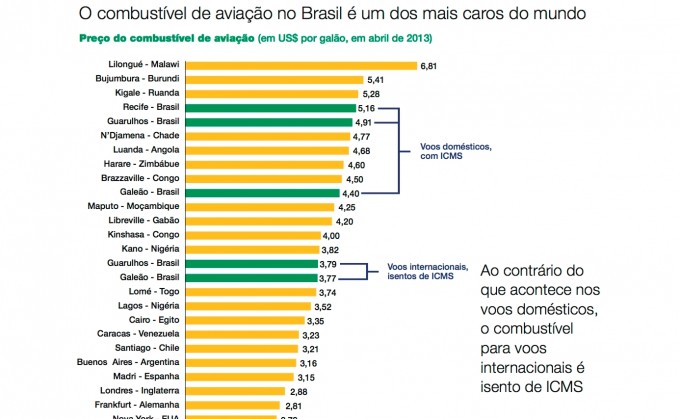 O combustível de aviação no Brasil é um dos mais caros do mundo
Preço do combustível de aviação (em US$ por galão, em abril de 2013)
Lilongué - Malawi 6,81
Bujumbura - Burundi 5,41
Kigale - Ruanda 5,28
Recife - Brasil 5,16
Guarulhos - Brasil 4,91
N'Djamena - Chade 4,77
Luanda - Angola 4,68
Harare - Zimbábue 4,60
Brazzaville - Congo 4,50
Galeão - Brasil 4,40
Voos domésticos,
com ICMS
Maputo - Moçambique 4,25
Libreville - Gabão 4,20
Kinshasa - Congo 4,00
Kano - Nigéria 3,82
Guarulhos - Brasil 3,79
Galeão - Brasil 3,77
Voos internacionais,
isentos de ICMS
Lomé - Togo 3,74
Lagos - Nigéria 3,52
Cairo - Egito 3,35
Caracas - Venezuela 3,23
Santiago - Chile 3,21
Buenos Aires - Argentina 3,16
Madri - Espanha 3,15
Londres - Inglaterra 2,88
Frankfurt - Alemanha 2,81
Nova York - EUA
Ao contrário do
que acontece nos
voos domésticos,
o combustível
para voos
internacionais é
isento de ICMS